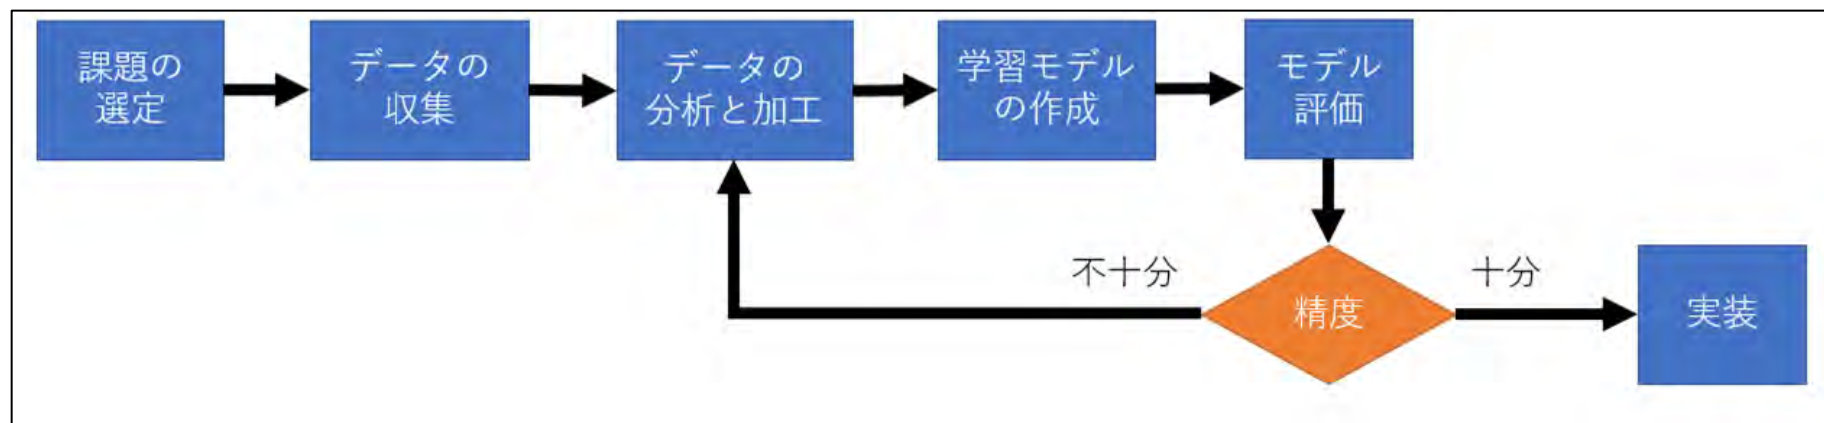 課題の
選定
データの
収集
データの
分析と加工
学習モデル
の作成
モデル
評価
不十分
精度
十分
実装